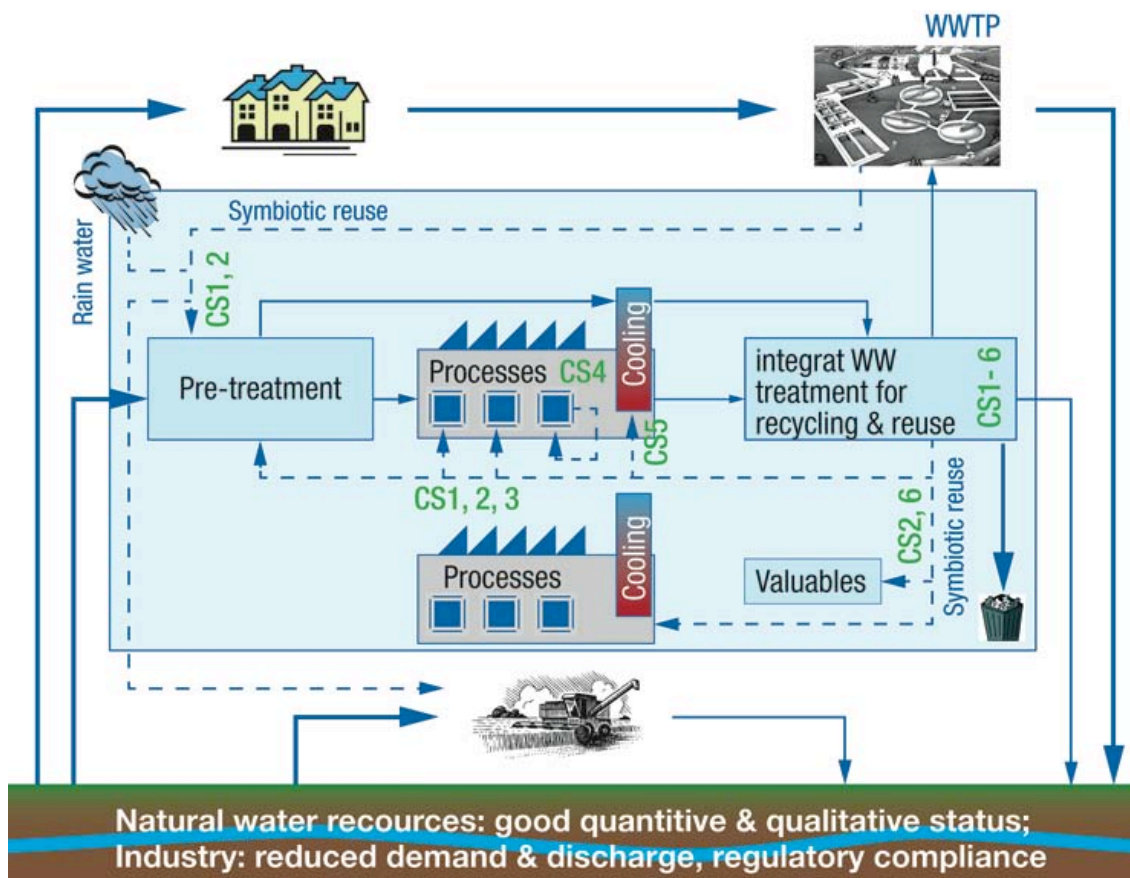 WWTP
Rain water
Symbiotic reuse
CS1, 2
Pre-treatment
Processes
CS4
Cooling
integrat WW
treatment for
recycling & reuse
CS1- 6
CS5
CS1, 2, 3
Processes
Cooling
CS2, 6
Symbiotic reuse
Valuables
Natural water recources: good quantitive & qualitative status;
Industry: reduced demand & discharge, regulatory compliance